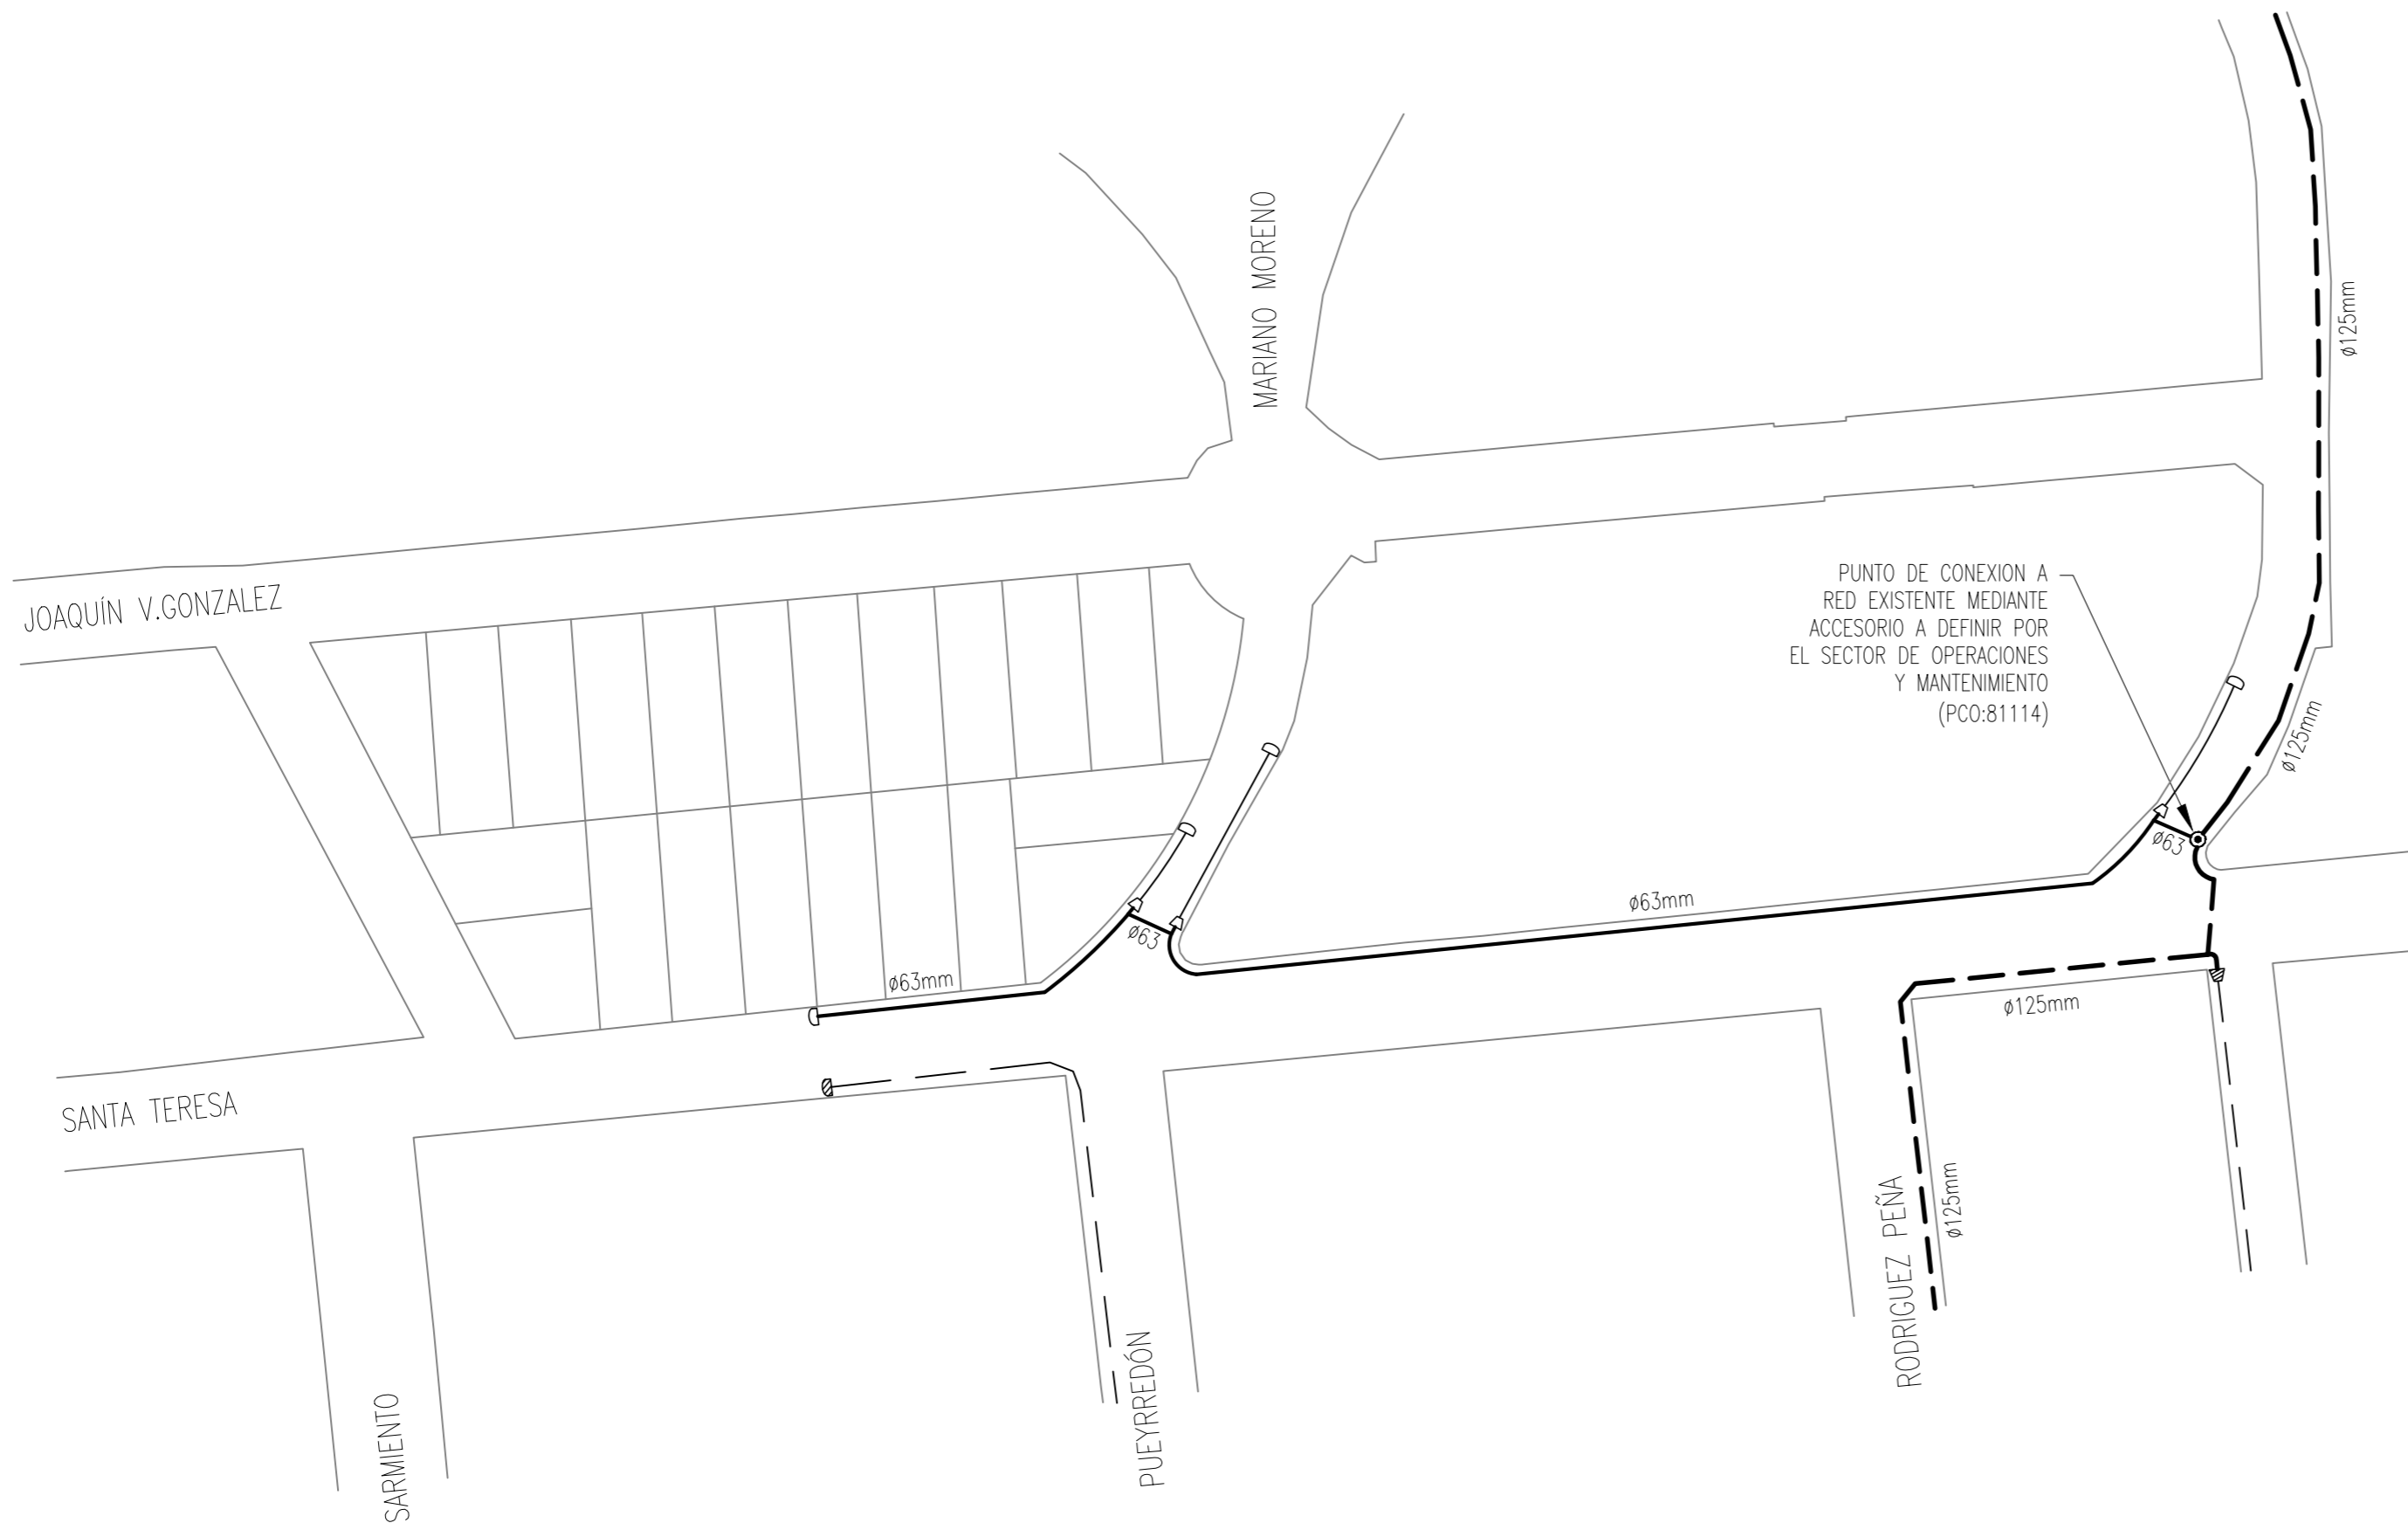 MARIANO MORENO
ø125mm
JOAQUÍN V.GONZALEZ
PUNTO DE CONEXION A
RED EXISTENTE MEDIANTE
ACCESORIO A DEFINIR POR
EL SECTOR DE OPERACIONES
Y MANTENIMIENTO
(PCO:81114)
ø125mm
ø63
ø63mm
ø63
ø63mm
ø125mm
SANTA TERESA
ø125mm
RODRIGUEZ PEÑA
PUEYRREDÓN
SARMIENTO